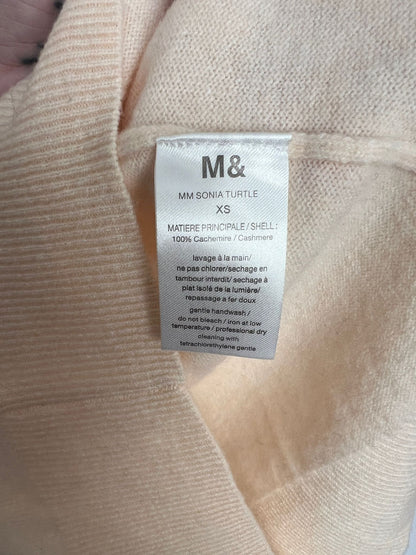 M&
MM SONIA TURTLE
XS
MATIERE PRINCIPALE / SHELL :
100% Cachemire / Cashmere
lavage à la main/
ne pas chlorer/sechage en
tambour interdit/ sechage à
plat isolé de la lumière/
repassage a fer doux
gentle handwash /
do not bleach / iron at low
temperature / professional dry
cleaning with
tetrachlorethylene gentle